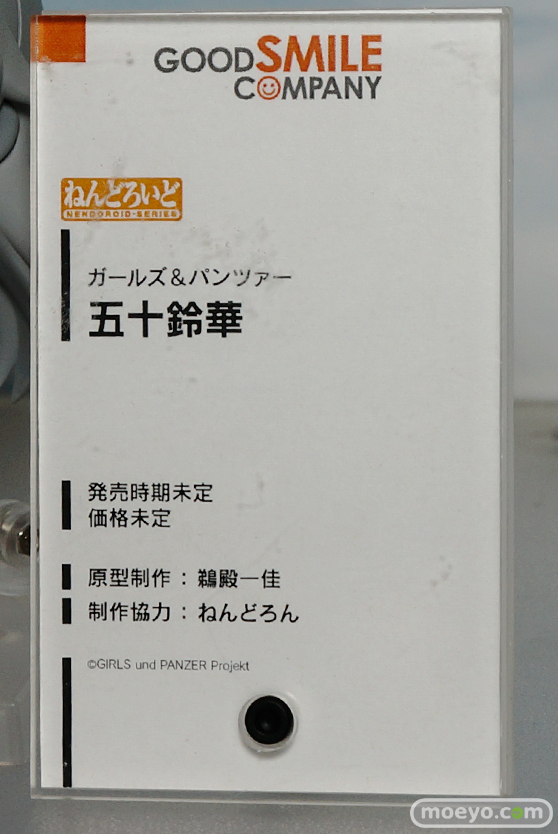 GOODSMILE
COMPANY
ねんどろいど
NENDOROID-SERIES
ガールズ＆パンツァー
五十鈴華
発売時期未定
価格未定
原型制作：鵜殿一佳
制作協力：ねんどろん
©GIRLS und PANZER Projekt
moeyo.com